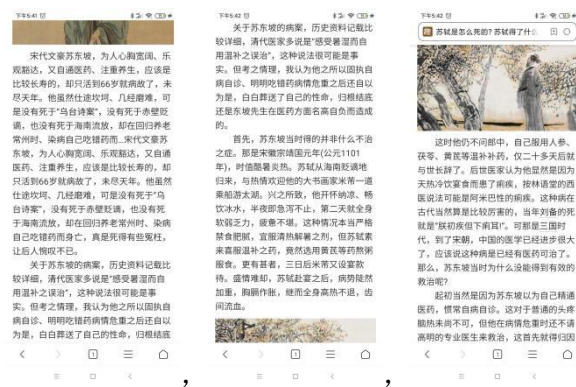 下午5:41
宋代文豪苏东坡，为人心胸宽阔、乐
观豁达，又自通医药、注重养生，应该是
比较长寿的，却只活到66岁就病故了，未
尽天年。他虽然仕途坎坷、几经磨难，可
是没有死于“乌台诗案”，没有死于赤壁贬
谪，也没有死于海南流放，却在回归养老
常州时、染病自己吃错药而...宋代文豪苏
东坡，为人心胸宽阔、乐观豁达，又自通
医药、注重养生，应该是比较长寿的，却
只活到66岁就病故了，未尽天年。他虽然
仕途坎坷、几经磨难，可是没有死于“乌
台诗案”，没有死于赤壁贬谪，也没有死
于海南流放，却在回归养老常州时、染病
自己吃错药而身亡，真是死得有些冤枉，
让后人惋叹不已。
关于苏东坡的病案，历史资料记载比
较详细，清代医家多说是“感受暑湿而自
用温补之误治”，这种说法很可能是事
实。但考之情理，我认为他之所以固执自
病自诊、明明吃错药病情危重之后还自以
为是，白白葬送了自己的性命，归根结底
，
下午5:42
关于苏东坡的病案，历史资料记载比
较详细，清代医家多说是“感受暑湿而自
用温补之误治”，这种说法很可能是事
实。但考之情理，我认为他之所以固执自
病自诊、明明吃错药病情危重之后还自以
为是，白白葬送了自己的性命，归根结底
还是东坡先生在医药方面名高自负而造成
的。
首先，苏东坡当时得的并非什么不治
之症。那是宋徽宗靖国元年(公元1101
年)，时值酷暑炎热。苏轼从海南贬谪地
归来，与热情欢迎他的大书画家米芾一道
乘船游太湖。兴之所致，他开怀纳凉、畅
饮冰水，半夜即急泻不止，第二天就全身
软弱乏力，疲惫不堪。这种情况本当严格
禁食肥腻，宜服清热解暑之剂，但苏轼素
来喜服温补之药，竟然选用黄芪等药熬粥
服食。更有甚者，三日后米芾又设宴款
待。盛情难却，苏轼赴宴之后，病势陡然
加重，胸膈作胀，继而全身高热不退，齿
间流血。
，
下午5:42
苏轼是怎么死的？苏轼得了什么
这时他仍不问郎中，自己服用人参、
茯苓、黄芪等温补补药，仅二十多天后就
与世长辞了。后世医家认为他显然是因为
天热冷饮宴食而患了痢疾，按林语堂的西
医说法可能是阿米巴性的痢疾。这种病在
古代当然算是比较厉害的，当年刘备的死
就是“朕初疾但下痢耳”。可那是三国时
代，到了宋朝，中国的医学已经进步很大
了，应该说这种病是已经有医药可治了。
那么，苏东坡当时为什么没能得到有效的
救治呢？
起初当然是因为苏东坡以为自己精通
医药，惯常自病自诊。这对于普通的头疼
脑热未尚不可，但他在病情危重时还不请
高明的专业医生来救治，这首先就得归因